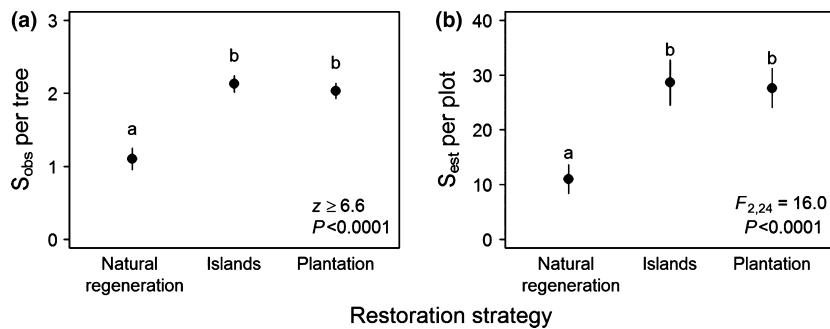 (a)
3
2
1
0
S_obs per tree
a
b
b
z ≥ 6.6
P<0.0001
Natural regeneration
Islands
Plantation
(b)
40
30
20
10
0
S_est per plot
a
b
b
F_2,24 = 16.0
P<0.0001
Natural regeneration
Islands
Plantation
Restoration strategy